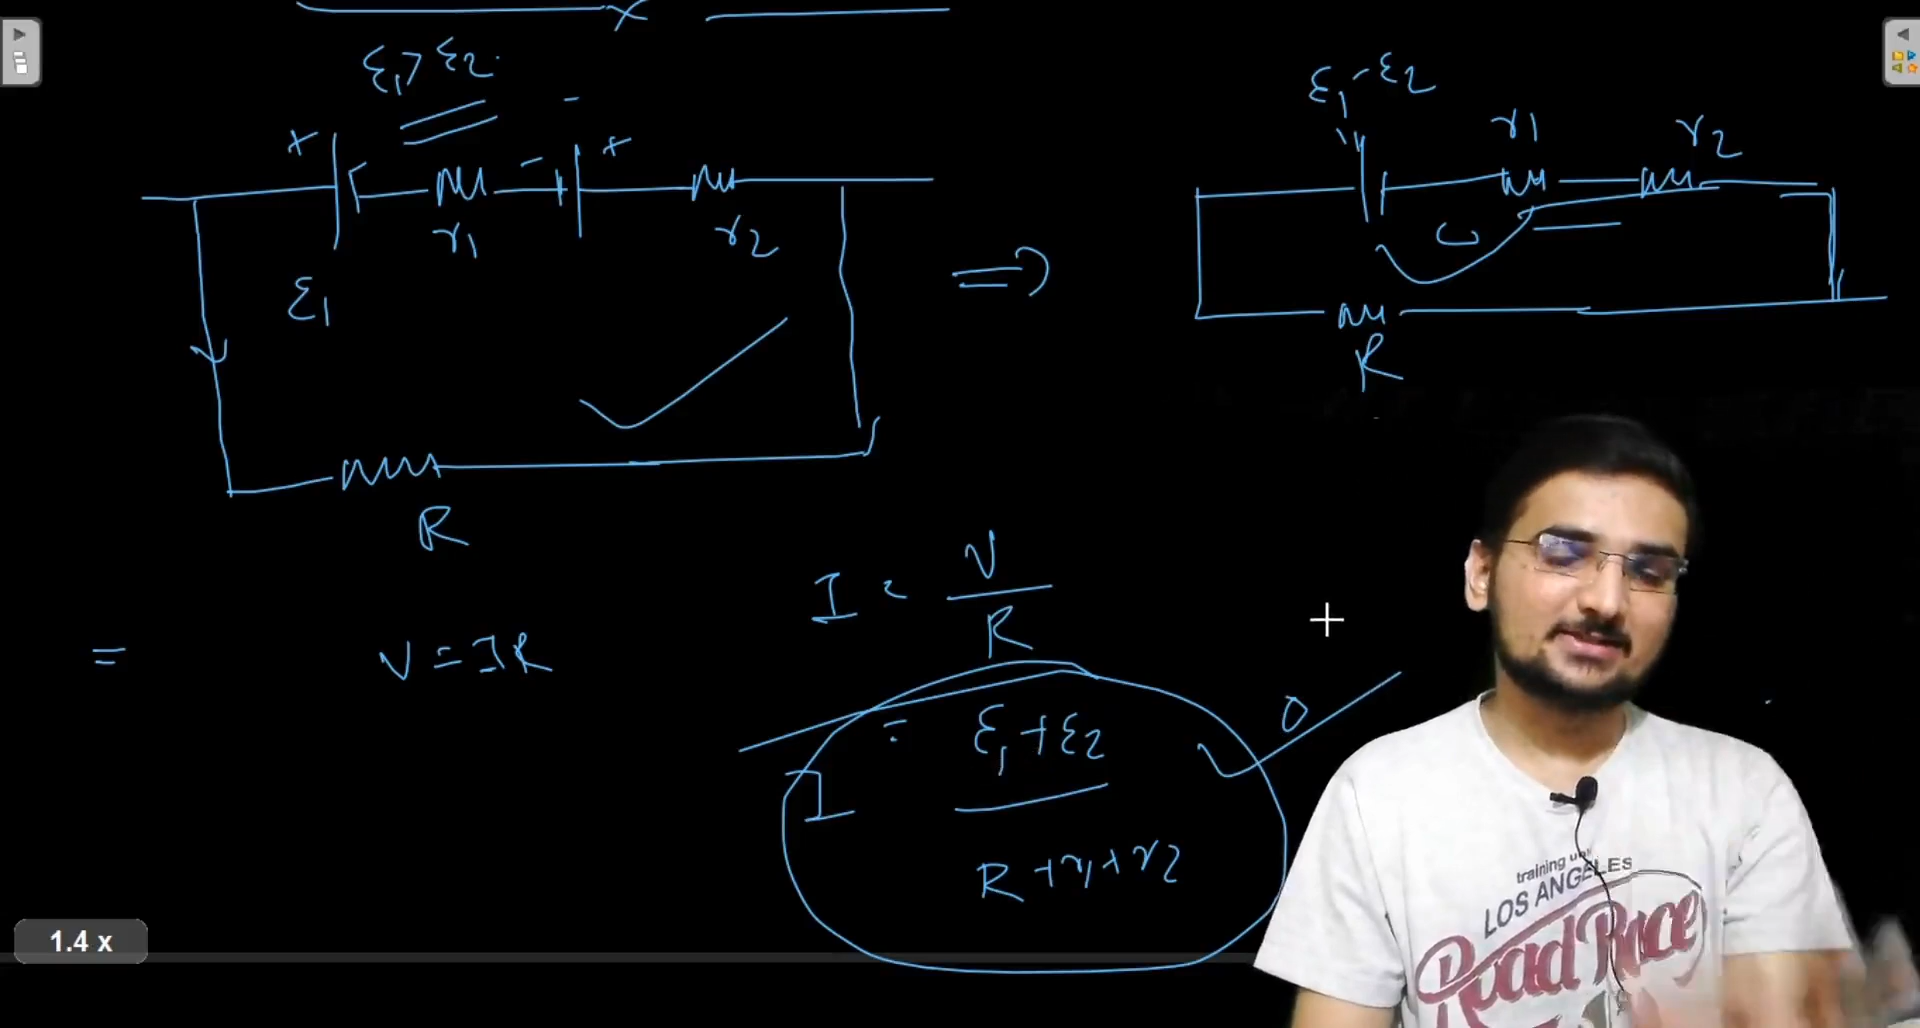 ε1 > ε2
+ - - +
r1
r2
ε1
R
⇒
ε1 - ε2
r1
r2
R
I = V / R
= V = IR
I = ε1 + ε2 / R + r1 + r2
1.4 x
training
LOS ANGELES
Road Race